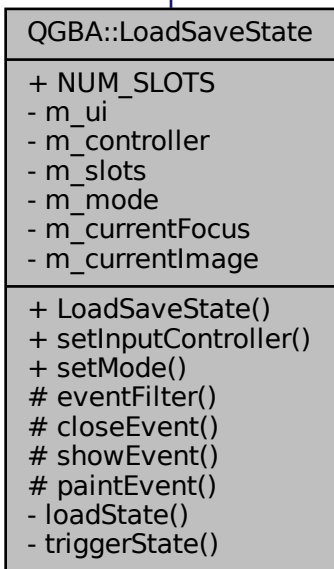 QGBA::LoadSaveState
+ NUM_SLOTS
- m_ui
- m_controller
- m_slots
- m_mode
- m_currentFocus
- m_currentImage
+ LoadSaveState()
+ setInputController()
+ setMode()
# eventFilter()
# closeEvent()
# showEvent()
# paintEvent()
- loadState()
- triggerState()